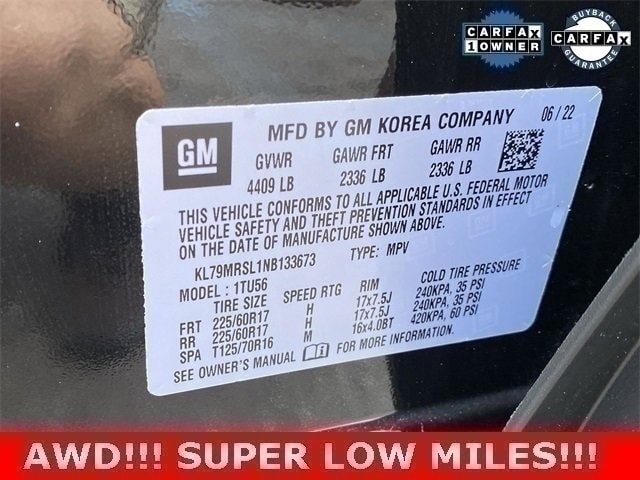 CARFAX
1 OWNER
BUYBACK
CARFAX
GUARANTEE
GM
MFD BY GM KOREA COMPANY 06/22
GVWR GAWR FRT GAWR RR
4409 LB 2336 LB 2336 LB
THIS VEHICLE CONFORMS TO ALL APPLICABLE U.S. FEDERAL MOTOR
VEHICLE SAFETY AND THEFT PREVENTION STANDARDS IN EFFECT
ON THE DATE OF MANUFACTURE SHOWN ABOVE.
KL79MRSL1NB133673 TYPE: MPV
MODEL: 1TU56
TIRE SIZE SPEED RTG RIM COLD TIRE PRESSURE
FRT 225/60R17 H 17x7.5J 240KPA, 35 PSI
RR 225/60R17 H 17x7.5J 240KPA, 35 PSI
SPA T125/70R16 M 16x4.0BT 420KPA, 60 PSI
SEE OWNER'S MANUAL i FOR MORE INFORMATION.
AWD!!! SUPER LOW MILES!!!